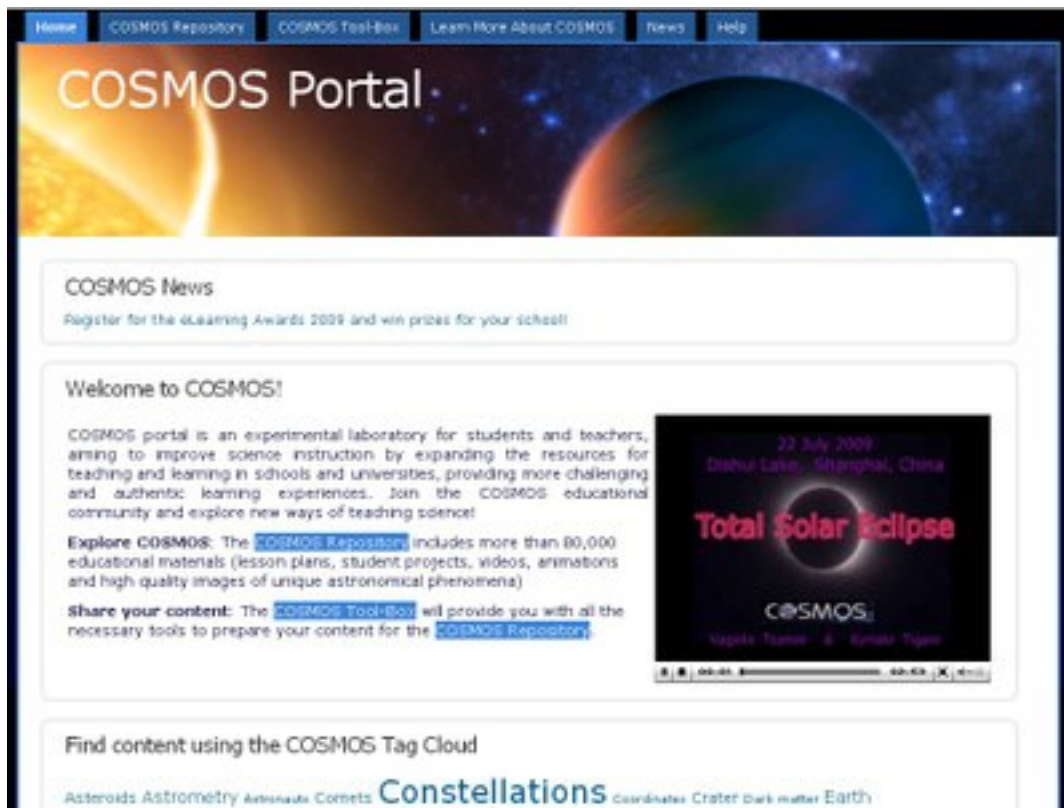 Home COSMOS Repository COSMOS Tool-Box Learn More About COSMOS News Help
COSMOS Portal
COSMOS News
Register for the eLearning Awards 2009 and win prizes for your school!
Welcome to COSMOS!
COSMOS portal is an experimental laboratory for students and teachers,
aiming to improve science instruction by expanding the resources for
teaching and learning in schools and universities, providing more challenging
and authentic learning experiences. Join the COSMOS educational
community and explore new ways of teaching science!
Explore COSMOS: The COSMOS Repository includes more than 80,000
educational materials (lesson plans, student projects, videos, animations
and high quality images of unique astronomical phenomena)
Share your content: The COSMOS Tool-Box will provide you with all the
necessary tools to prepare your content for the COSMOS Repository.
22 July 2009
Dishui Lake, Shanghai, China
Total Solar Eclipse
COSMOS
02:53
Find content using the COSMOS Tag Cloud
Asteroids Astrometry Astronauts Comets Constellations Coordinates Crater Dark matter Earth